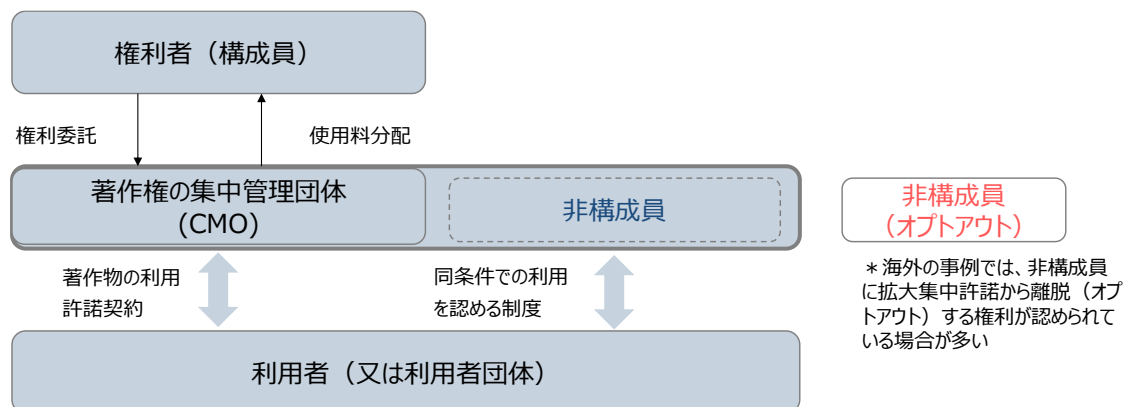 権利者（構成員）
権利委託
使用料分配
著作権の集中管理団体
(CMO)
非構成員
非構成員
（オプトアウト）
著作物の利用
許諾契約
同条件での利用
を認める制度
＊海外の事例では、非構成員
に拡大集中許諾から離脱（オプ
トアウト）する権利が認められて
いる場合が多い
利用者（又は利用者団体）